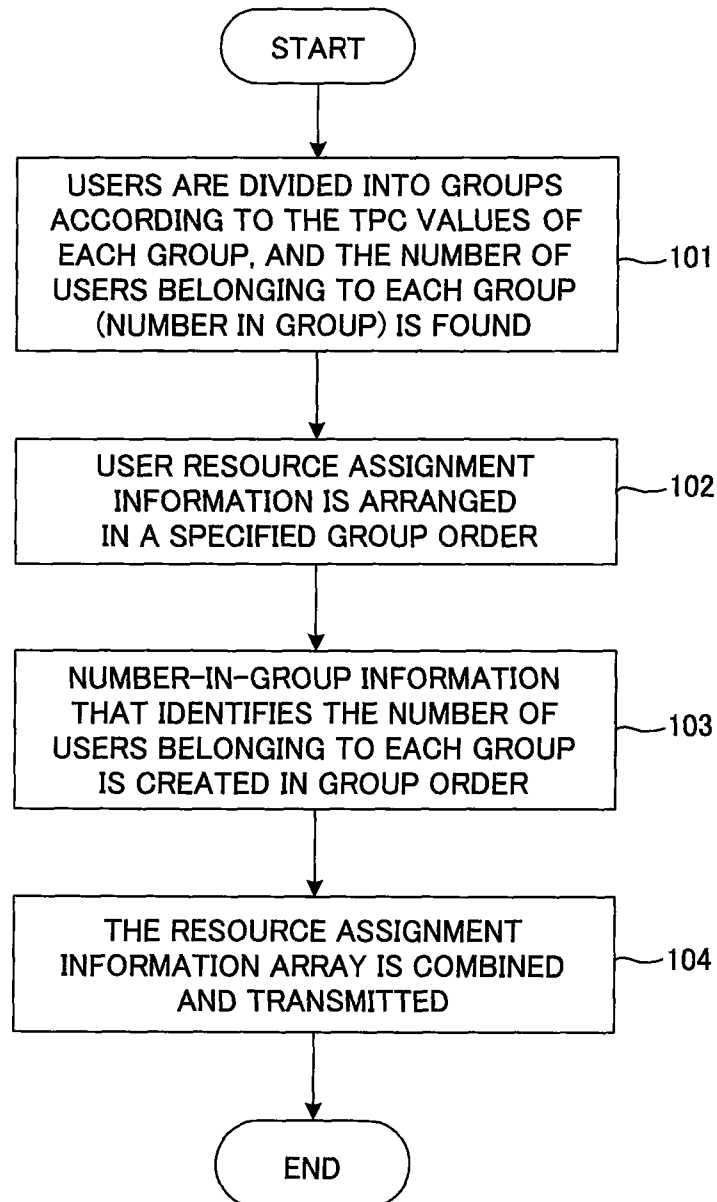 START
USERS ARE DIVIDED INTO GROUPS
ACCORDING TO THE TPC VALUES OF
EACH GROUP, AND THE NUMBER OF
USERS BELONGING TO EACH GROUP
(NUMBER IN GROUP) IS FOUND
101
USER RESOURCE ASSIGNMENT
INFORMATION IS ARRANGED
IN A SPECIFIED GROUP ORDER
102
NUMBER-IN-GROUP INFORMATION
THAT IDENTIFIES THE NUMBER OF
USERS BELONGING TO EACH GROUP
IS CREATED IN GROUP ORDER
103
THE RESOURCE ASSIGNMENT
INFORMATION ARRAY IS COMBINED
AND TRANSMITTED
104
END